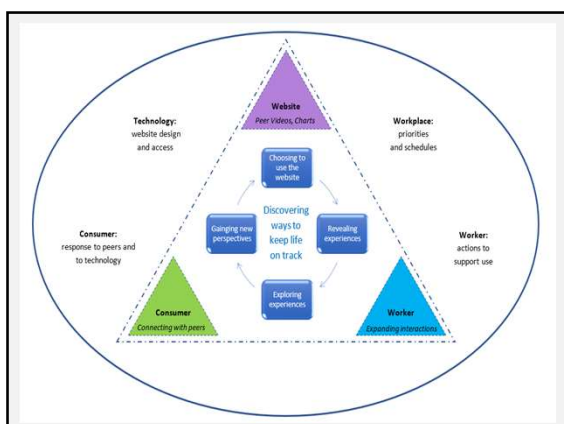 Website
Peer Videos, Charts
Technology:
website design
and access
Workplace:
priorities
and schedules
Choosing to
use the
website
Gainging new
perspectives
Discovering
ways to
keep life
on track
Revealing
experiences
Consumer:
response to peers and
to technology
Worker:
actions to
support use
Exploring
experiences
Consumer
Connecting with peers
Worker
Expanding interactions